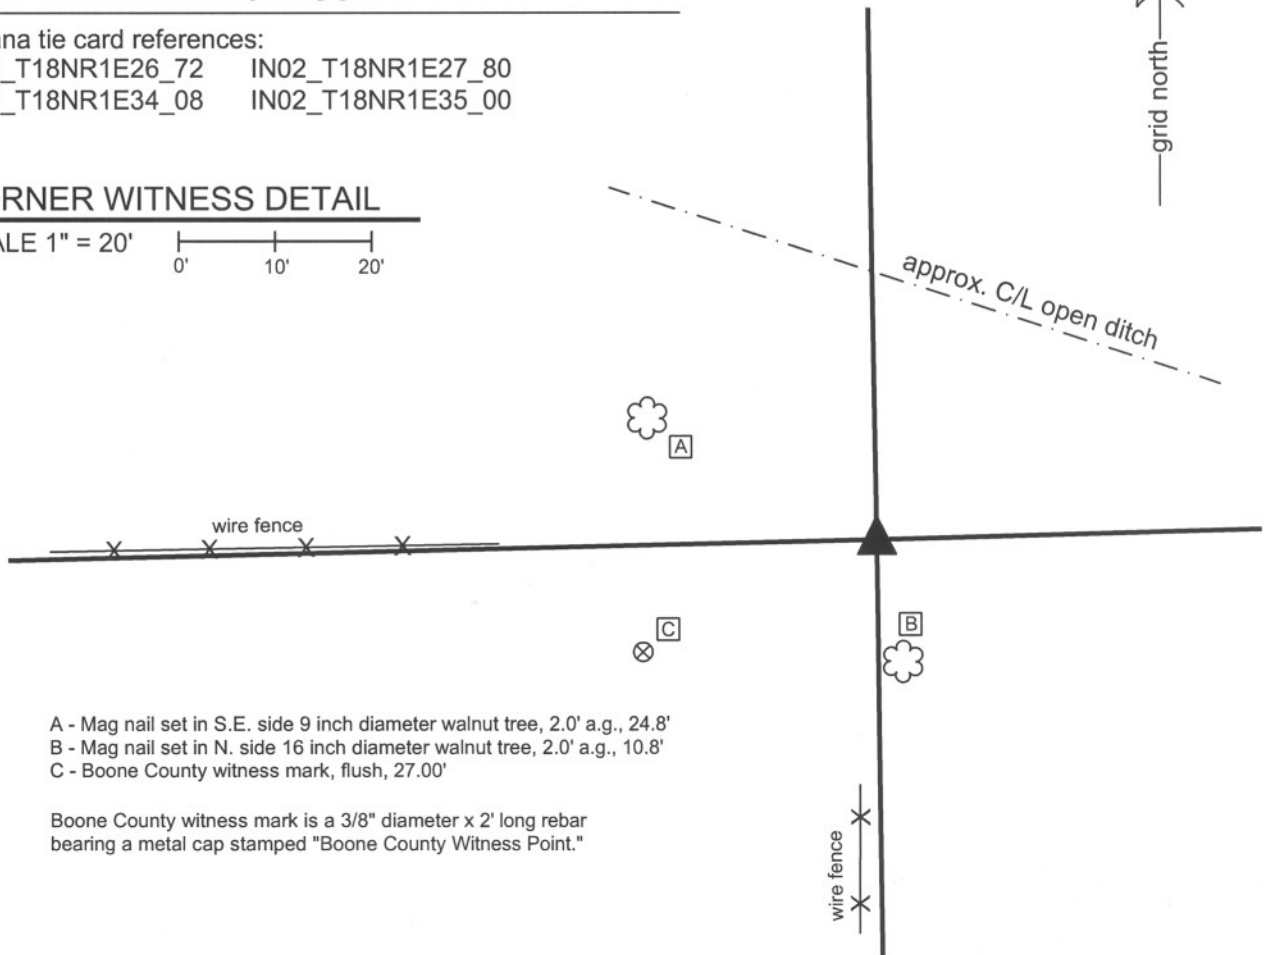 na tie card references:
_T18NR1E26_72 IN02_T18NR1E27_80
_T18NR1E34_08 IN02_T18NR1E35_00
RNER WITNESS DETAIL
LE 1" = 20'
0' 10' 20'
grid north
approx. C/L open ditch
A
wire fence
C
B
A - Mag nail set in S.E. side 9 inch diameter walnut tree, 2.0' a.g., 24.8'
B - Mag nail set in N. side 16 inch diameter walnut tree, 2.0' a.g., 10.8'
C - Boone County witness mark, flush, 27.00'
Boone County witness mark is a 3/8" diameter x 2' long rebar
bearing a metal cap stamped "Boone County Witness Point."
wire fence